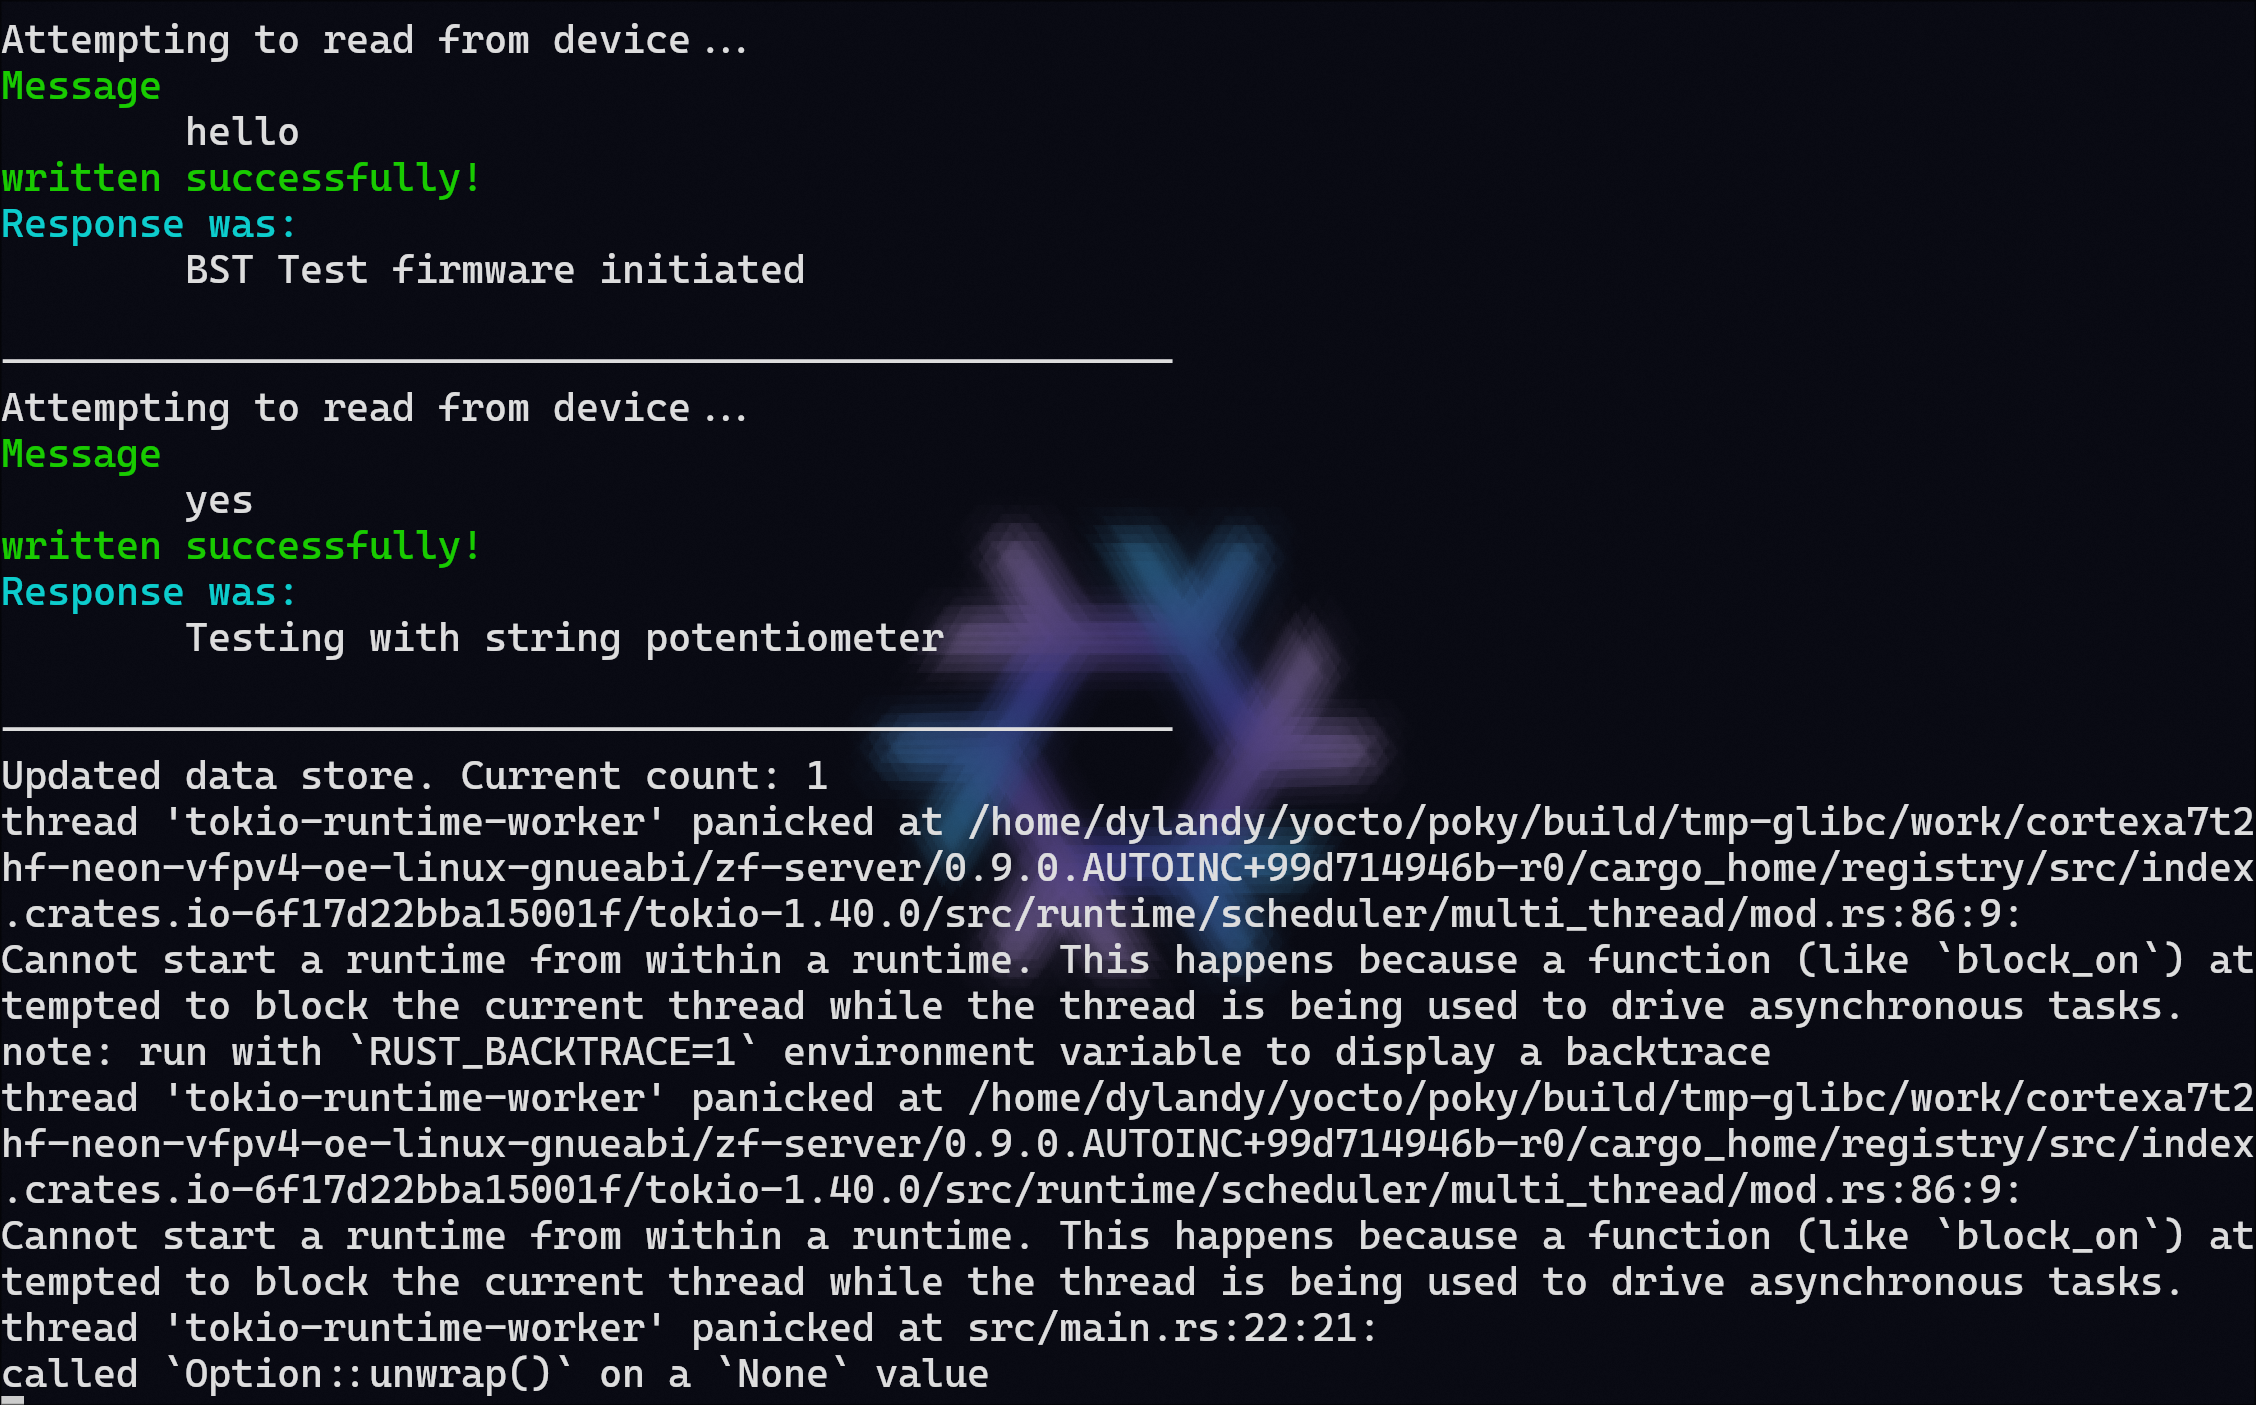 Attempting to read from device...
Message
hello
written successfully!
Response was:
BST Test firmware initiated
Attempting to read from device...
Message
yes
written successfully!
Response was:
Testing with string potentiometer
Updated data store. Current count: 1
thread 'tokio-runtime-worker' panicked at /home/dylandy/yocto/poky/build/tmp-glibc/work/cortexa7t2
hf-neon-vfpv4-oe-linux-gnueabi/zf-server/0.9.0.AUTOINC+99d714946b-r0/cargo_home/registry/src/index
.crates.io-6f17d22bba15001f/tokio-1.40.0/src/runtime/scheduler/multi_thread/mod.rs:86:9:
Cannot start a runtime from within a runtime. This happens because a function (like `block_on`) at
tempted to block the current thread while the thread is being used to drive asynchronous tasks.
note: run with `RUST_BACKTRACE=1` environment variable to display a backtrace
thread 'tokio-runtime-worker' panicked at /home/dylandy/yocto/poky/build/tmp-glibc/work/cortexa7t2
hf-neon-vfpv4-oe-linux-gnueabi/zf-server/0.9.0.AUTOINC+99d714946b-r0/cargo_home/registry/src/index
.crates.io-6f17d22bba15001f/tokio-1.40.0/src/runtime/scheduler/multi_thread/mod.rs:86:9:
Cannot start a runtime from within a runtime. This happens because a function (like `block_on`) at
tempted to block the current thread while the thread is being used to drive asynchronous tasks.
thread 'tokio-runtime-worker' panicked at src/main.rs:22:21:
called `Option::unwrap()` on a `None` value